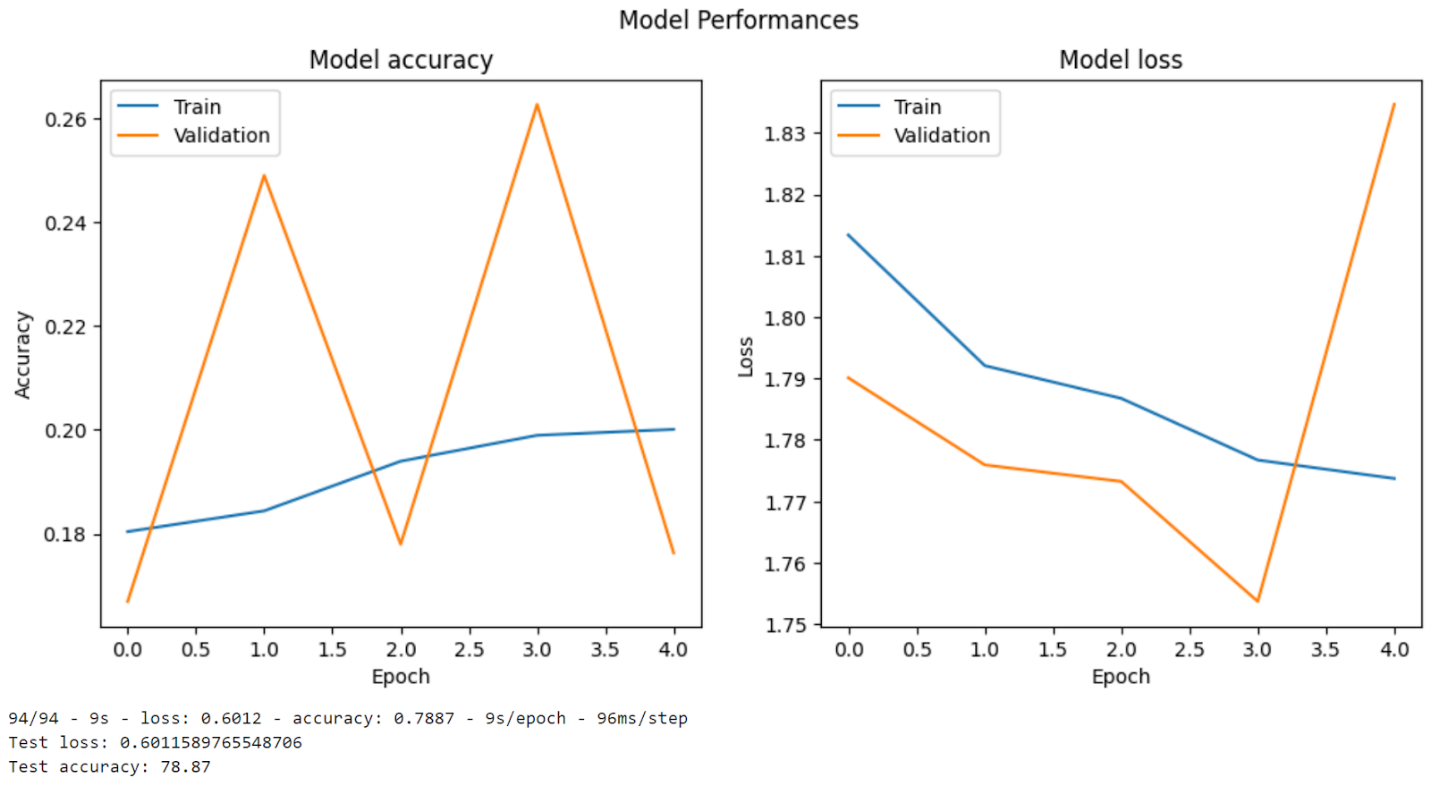 Model Performances
Model accuracy
Train
Validation
0.26
0.24
0.22
0.20
0.18
Accuracy
0.0 0.5 1.0 1.5 2.0 2.5 3.0 3.5 4.0
Epoch
Model loss
Train
Validation
1.83
1.82
1.81
1.80
1.79
1.78
1.77
1.76
1.75
Loss
0.0 0.5 1.0 1.5 2.0 2.5 3.0 3.5 4.0
Epoch
94/94 - 9s - loss: 0.6012 - accuracy: 0.7887 - 9s/epoch - 96ms/step
Test loss: 0.6011589765548706
Test accuracy: 78.87